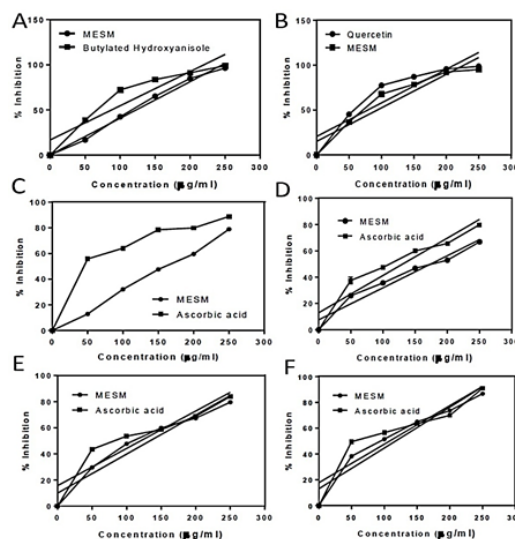 A
MESM
Butylated Hydroxyanisole
% Inhibition
150
100
50
0
0 50 100 150 200 250 300
Concentration (μg/ml)
B
Quercetin
MESM
% Inhibition
150
100
50
0
0 50 100 150 200 250 300
Concentration (μg/ml)
C
% Inhibition
80
60
40
20
0
MESM
Ascorbic acid
0 50 100 150 200 250 300
Concentration (μg/ml)
D
MESM
Ascorbic acid
% Inhibition
80
60
40
20
0
0 50 100 150 200 250 300
Concentration (μg/ml)
E
MESM
Ascorbic acid
% Inhibition
100
80
60
40
20
0
0 50 100 150 200 250 300
Concentration (μg/ml)
F
MESM
Ascorbic acid
% Inhibition
100
80
60
40
20
0
0 50 100 150 200 250 300
Concentration (μg/ml)